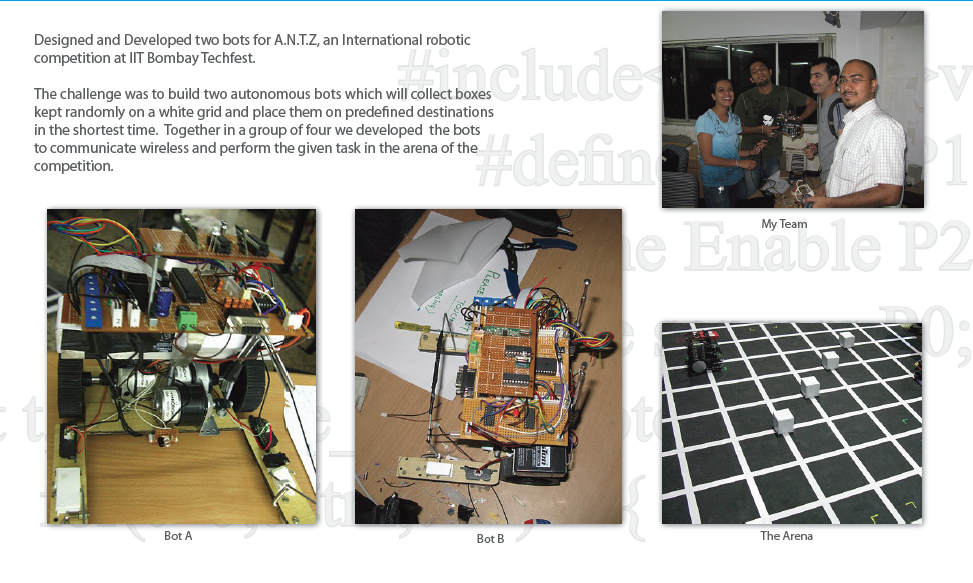 Designed and Developed two bots for A.N.T.Z, an International robotic
competition at IIT Bombay Techfest.
The challenge was to build two autonomous bots which will collect boxes
kept randomly on a white grid and place them on predefined destinations
in the shortest time. Together in a group of four we developed the bots
to communicate wireless and perform the given task in the arena of the
competition.
#include<
#define
P1
My Team
Enable P2
P0;
PLEASE
Bot A
Bot B
The Arena
{